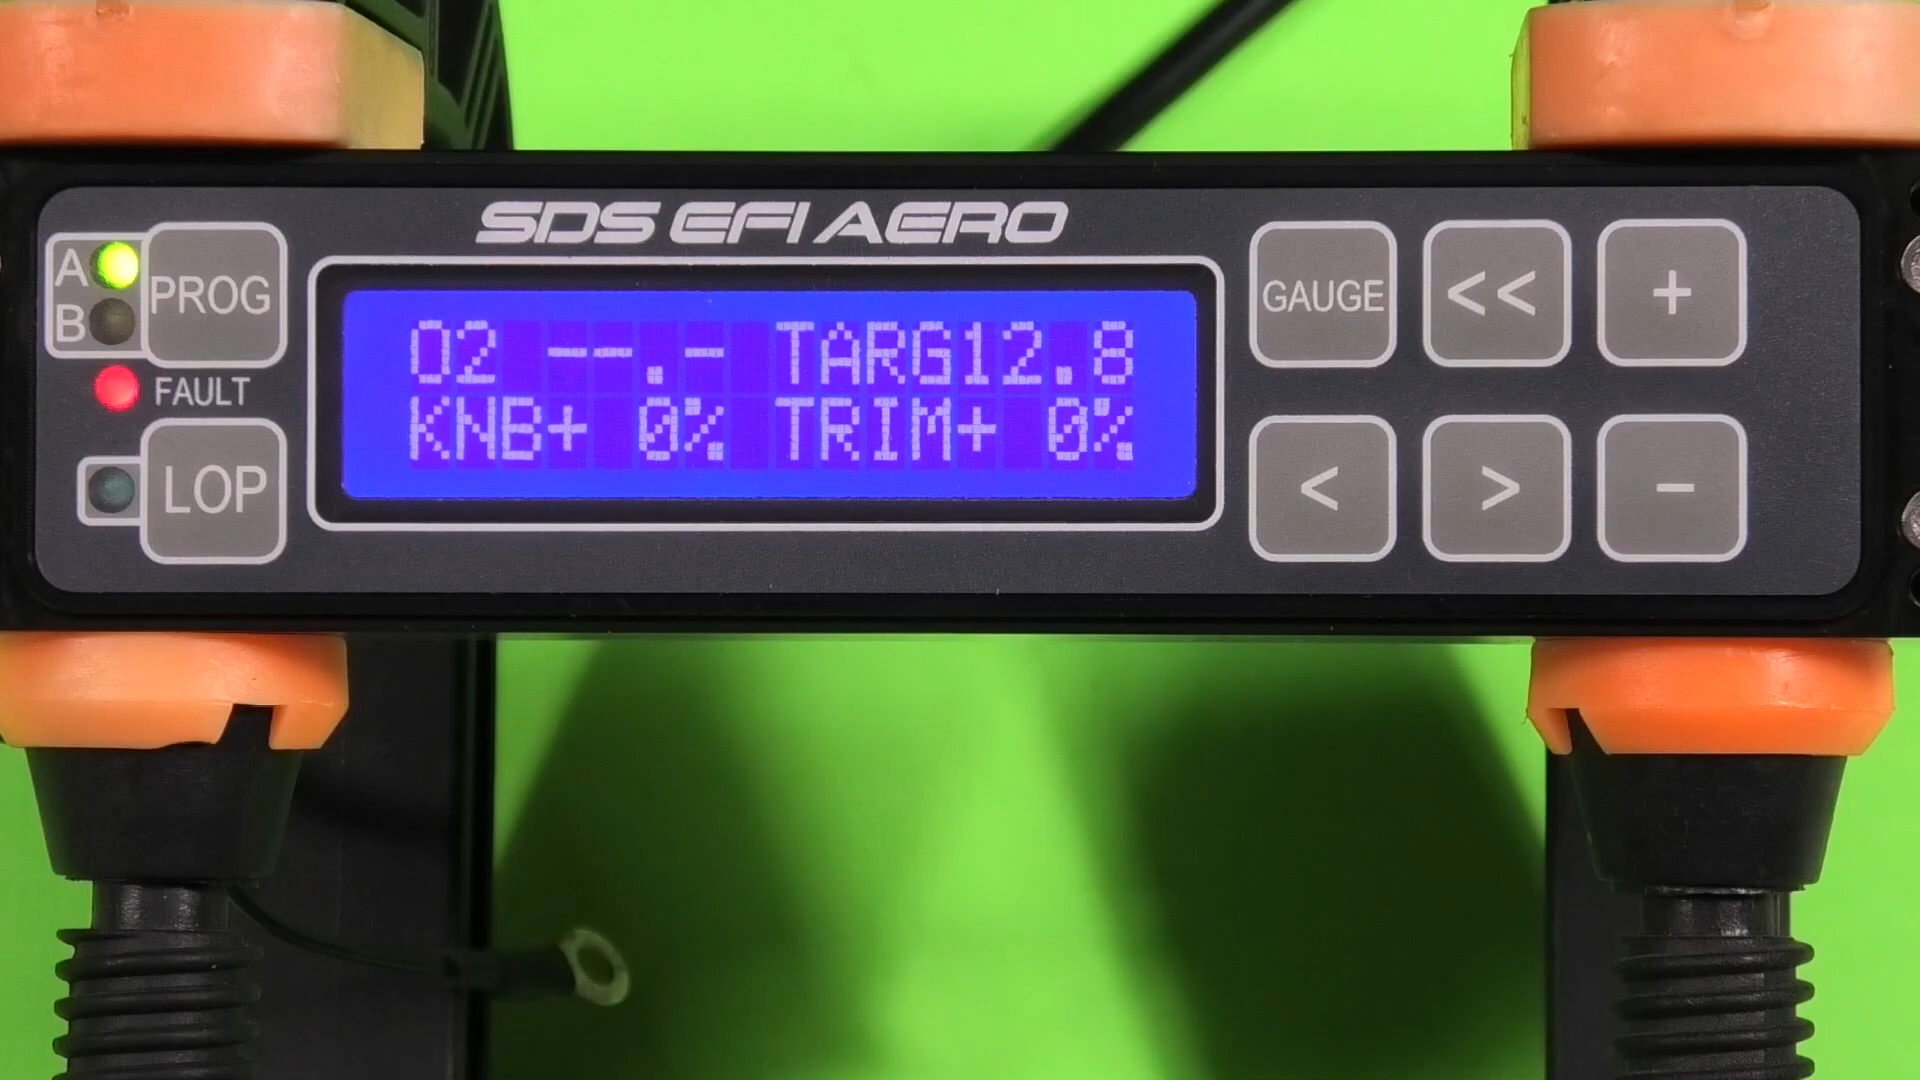 SDS EFI AERO
A
B
PROG
FAULT
LOP
O2 --.- TARG12.8
KNB+ 0% TRIM+ 0%
GAUGE << +
< > -